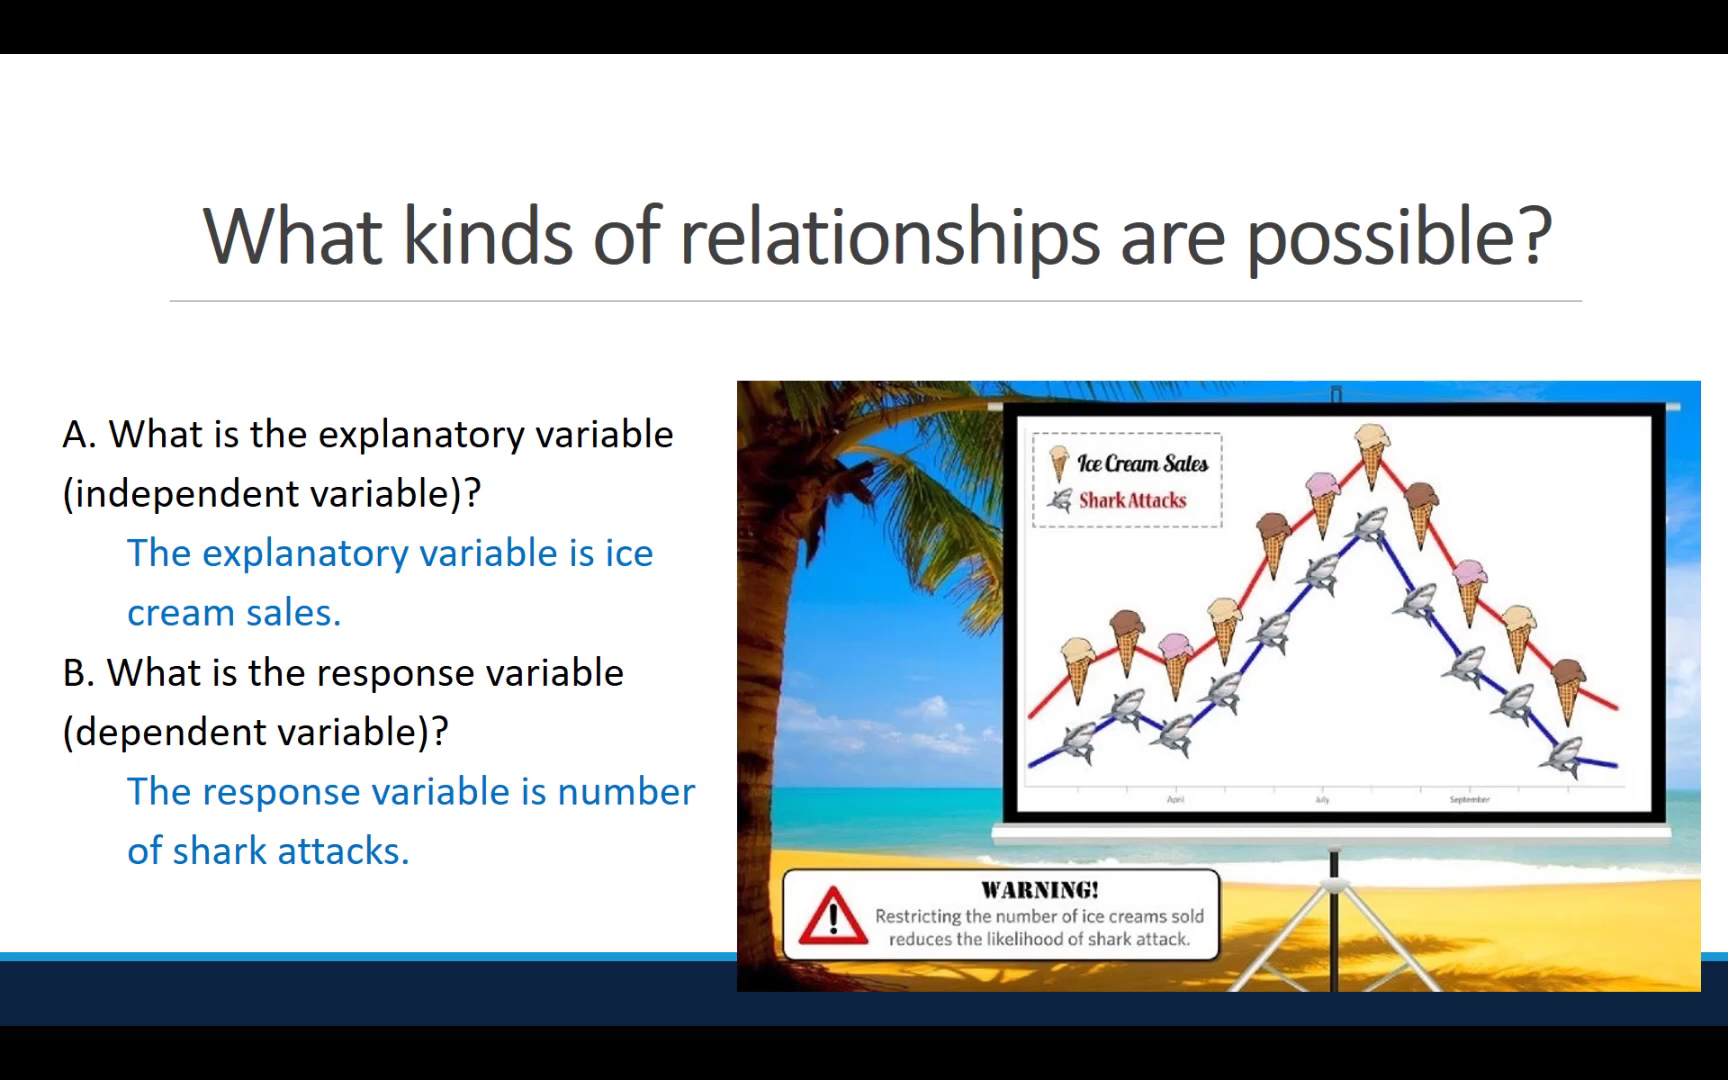 What kinds of relationships are possible?
A. What is the explanatory variable
(independent variable)?
The explanatory variable is ice
cream sales.
B. What is the response variable
(dependent variable)?
The response variable is number
of shark attacks.
Ice Cream Sales
Shark Attacks
April
July
September
WARNING!
Restricting the number of ice creams sold
reduces the likelihood of shark attack.